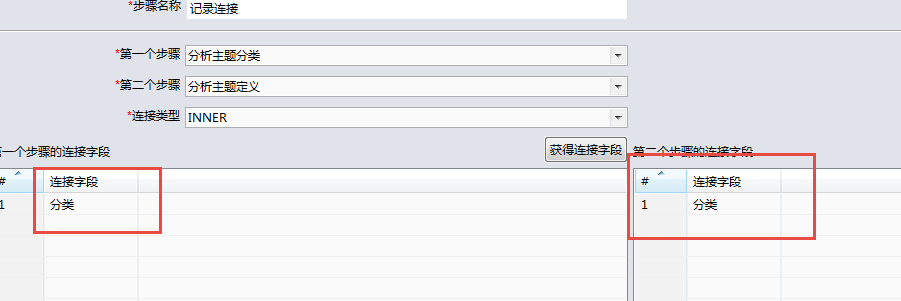 *步骤名称 记录连接
*第一个步骤 分析主题分类
*第二个步骤 分析主题定义
*连接类型 INNER
获得连接字段
一个步骤的连接字段 第二个步骤的连接字段
# 连接字段 # 连接字段
1 分类 1 分类